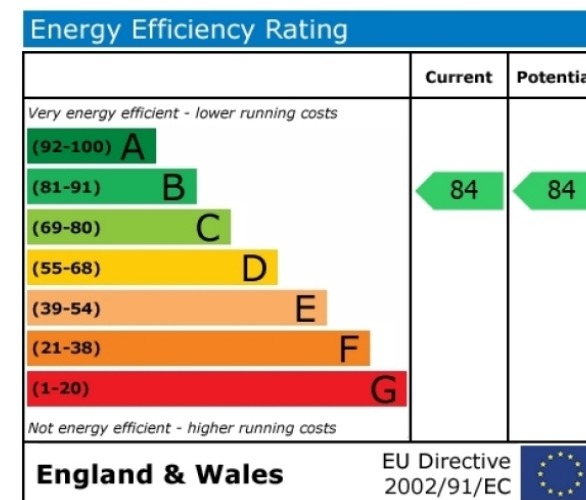 Energy Efficiency Rating
Current Potentia
Very energy efficient - lower running costs
(92-100) A
(81-91) B 84 84
(69-80) C
(55-68) D
(39-54) E
(21-38) F
(1-20) G
Not energy efficient - higher running costs
England & Wales
EU Directive
2002/91/EC